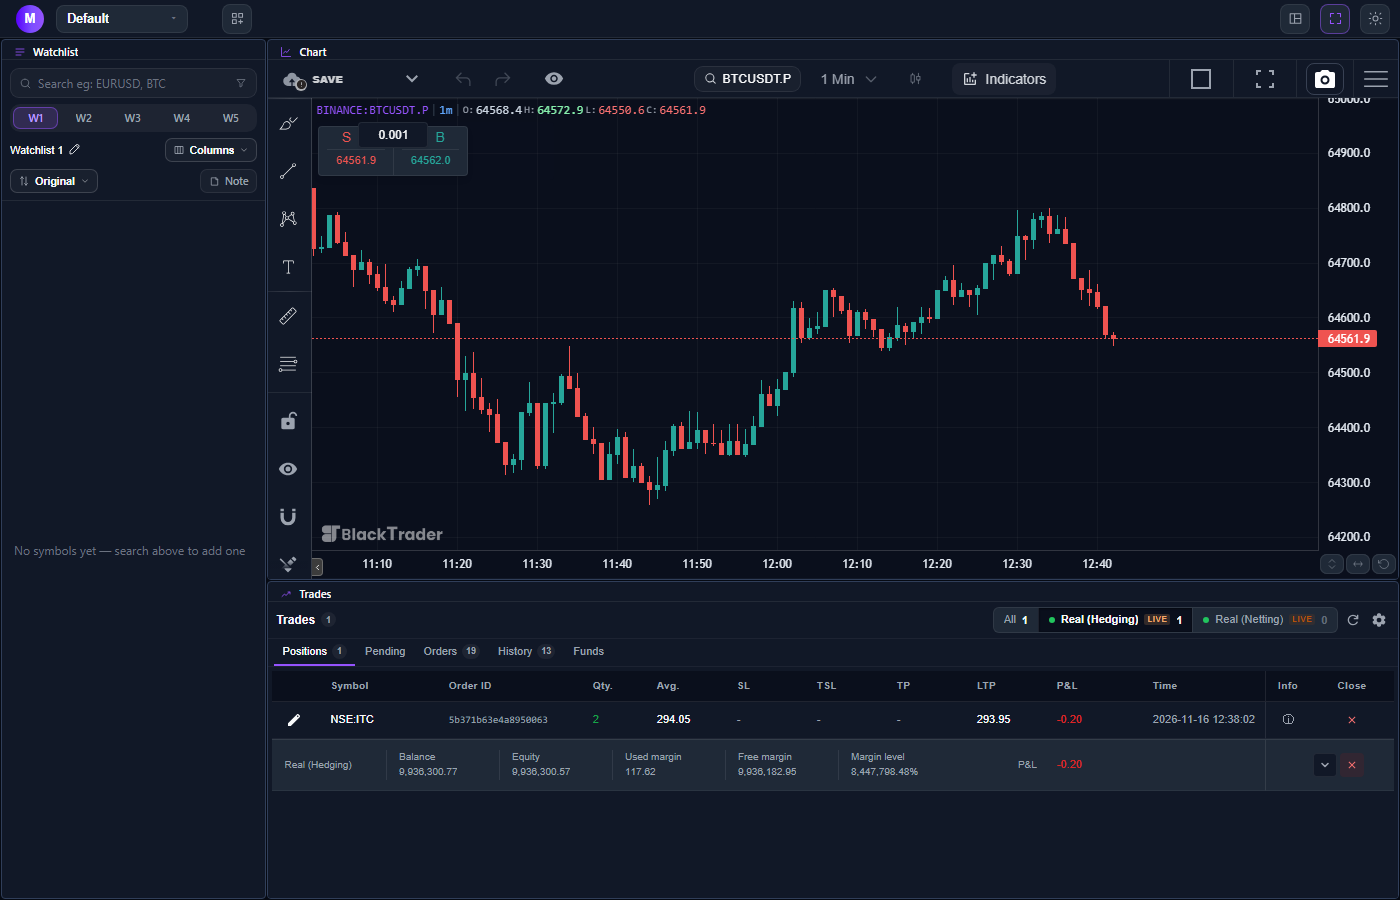 M Default
Watchlist
Search eg: EURUSD, BTC
W1 W2 W3 W4 W5
Watchlist 1 Columns
Original Note
No symbols yet — search above to add one
Chart
SAVE BTCUSDT.P 1 Min Indicators
BINANCE:BTCUSDT.P 1m O: 64568.4 H: 64572.9 L: 64550.6 C: 64561.9
S 0.001 B
64561.9 64562.0
65000.0
64900.0
64800.0
64700.0
64600.0
64561.9
64500.0
64400.0
64300.0
64200.0
BlackTrader
11:10 11:20 11:30 11:40 11:50 12:00 12:10 12:20 12:30 12:40
Trades
Trades 1 All 1 Real (Hedging) LIVE 1 Real (Netting) LIVE 0
Positions 1 Pending Orders 19 History 13 Funds
Symbol Order ID Qty. Avg. SL TSL TP LTP P&L Time Info Close
NSE:ITC 5b371b63e4a8950063 2 294.05 - - - 293.95 -0.20 2026-11-16 12:38:02
Real (Hedging) Balance Equity Used margin Free margin Margin level P&L -0.20
9,936,300.77 9,936,300.57 117.62 9,936,182.95 8,447,798.48%